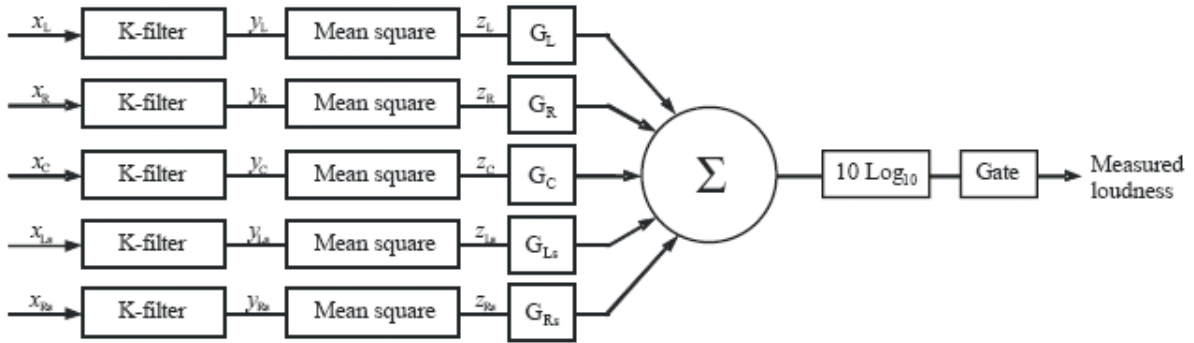 x_L K-filter y_L Mean square z_L G_L
x_R K-filter y_R Mean square z_R G_R
x_C K-filter y_C Mean square z_C G_C
Σ 10 Log_10 Gate Measured
loudness
x_Ls K-filter y_Ls Mean square z_Ls G_Ls
x_Rs K-filter y_Rs Mean square z_Rs G_Rs